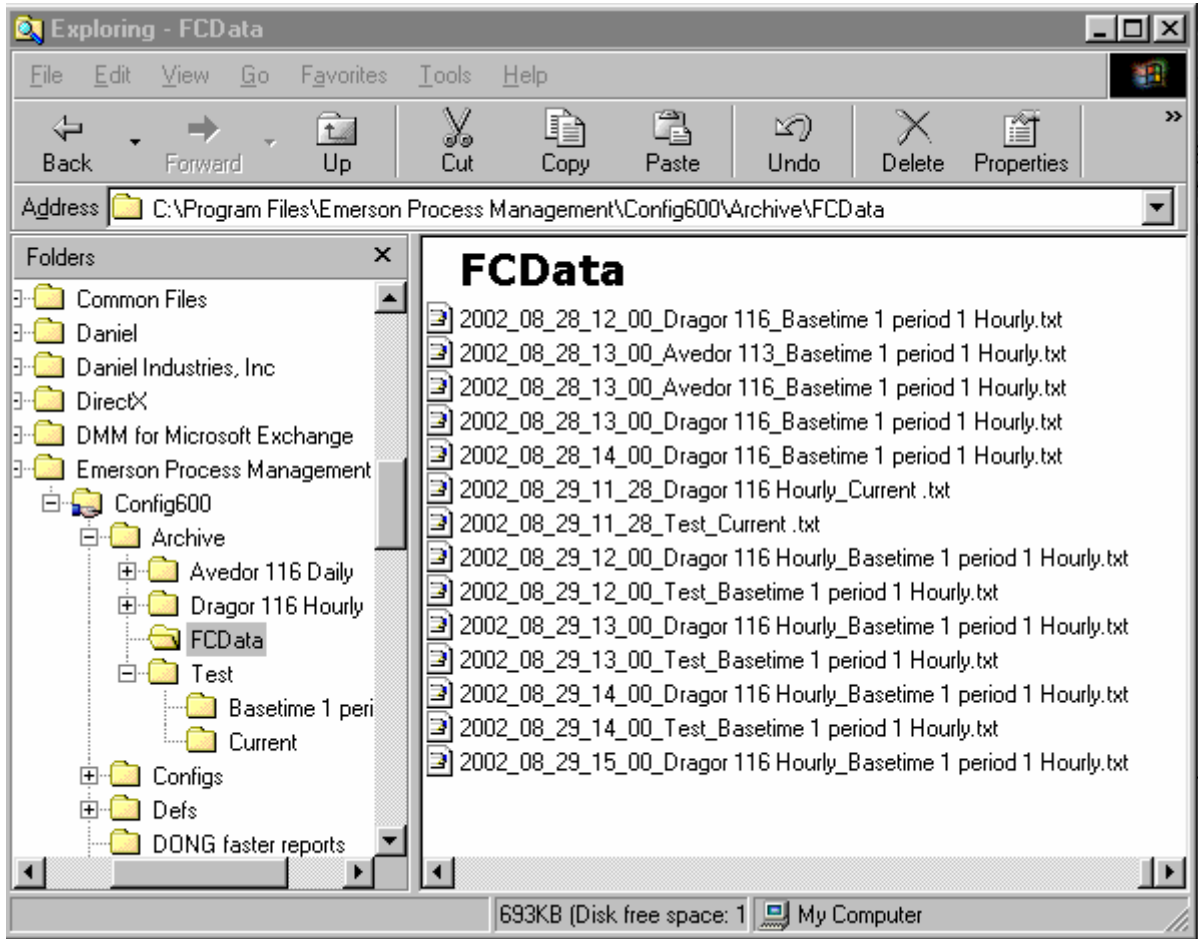 Exploring - FCData
File Edit View Go Favorites Tools Help
Back Forward Up Cut Copy Paste Undo Delete Properties »
Address C:\Program Files\Emerson Process Management\Config600\Archive\FCData
Folders
Common Files
Daniel
Daniel Industries, Inc
DirectX
DMM for Microsoft Exchange
Emerson Process Management
Config600
Archive
Avedor 116 Daily
Dragor 116 Hourly
FCData
Test
Basetime 1 peri
Current
Configs
Defs
DONG faster reports
FCData
2002_08_28_12_00_Dragor 116_Basetime 1 period 1 Hourly.txt
2002_08_28_13_00_Avedor 113_Basetime 1 period 1 Hourly.txt
2002_08_28_13_00_Avedor 116_Basetime 1 period 1 Hourly.txt
2002_08_28_13_00_Dragor 116_Basetime 1 period 1 Hourly.txt
2002_08_28_14_00_Dragor 116_Basetime 1 period 1 Hourly.txt
2002_08_29_11_28_Dragor 116 Hourly_Current .txt
2002_08_29_11_28_Test_Current .txt
2002_08_29_12_00_Dragor 116 Hourly_Basetime 1 period 1 Hourly.txt
2002_08_29_12_00_Test_Basetime 1 period 1 Hourly.txt
2002_08_29_13_00_Dragor 116 Hourly_Basetime 1 period 1 Hourly.txt
2002_08_29_13_00_Test_Basetime 1 period 1 Hourly.txt
2002_08_29_14_00_Dragor 116 Hourly_Basetime 1 period 1 Hourly.txt
2002_08_29_14_00_Test_Basetime 1 period 1 Hourly.txt
2002_08_29_15_00_Dragor 116 Hourly_Basetime 1 period 1 Hourly.txt
693KB (Disk free space: 1 My Computer